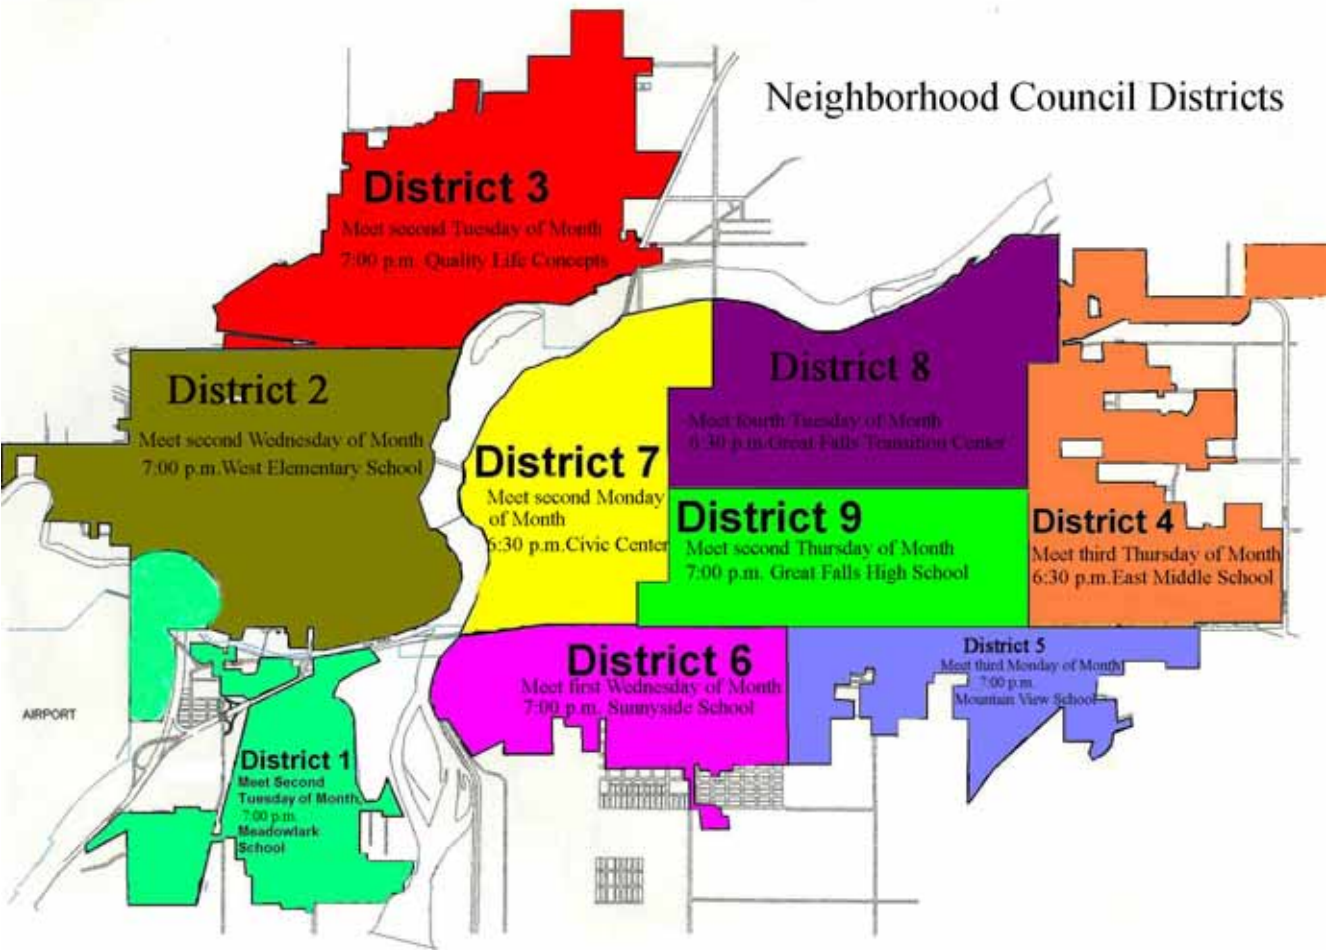 Neighborhood Council Districts
District 3
Meet second Tuesday of Month
7:00 p.m. Quality Life Concepts
District 2
Meet second Wednesday of Month
7:00 p.m.West Elementary School
District 8
Meet fourth Tuesday of Month
6:30 p.m.Great Falls Transition Center
District 7
Meet second Monday
of Month
6:30 p.m.Civic Center
District 9
Meet second Thursday of Month
7:00 p.m. Great Falls High School
District 4
Meet third Thursday of Month
6:30 p.m.East Middle School
District 6
Meet first Wednesday of Month
7:00 p.m. Sunnyside School
District 5
Meet third Monday of Month
7:00 p.m.
Mountain View School
AIRPORT
District 1
Meet Second
Tuesday of Month
7:00 p.m.
Meadowlark
School